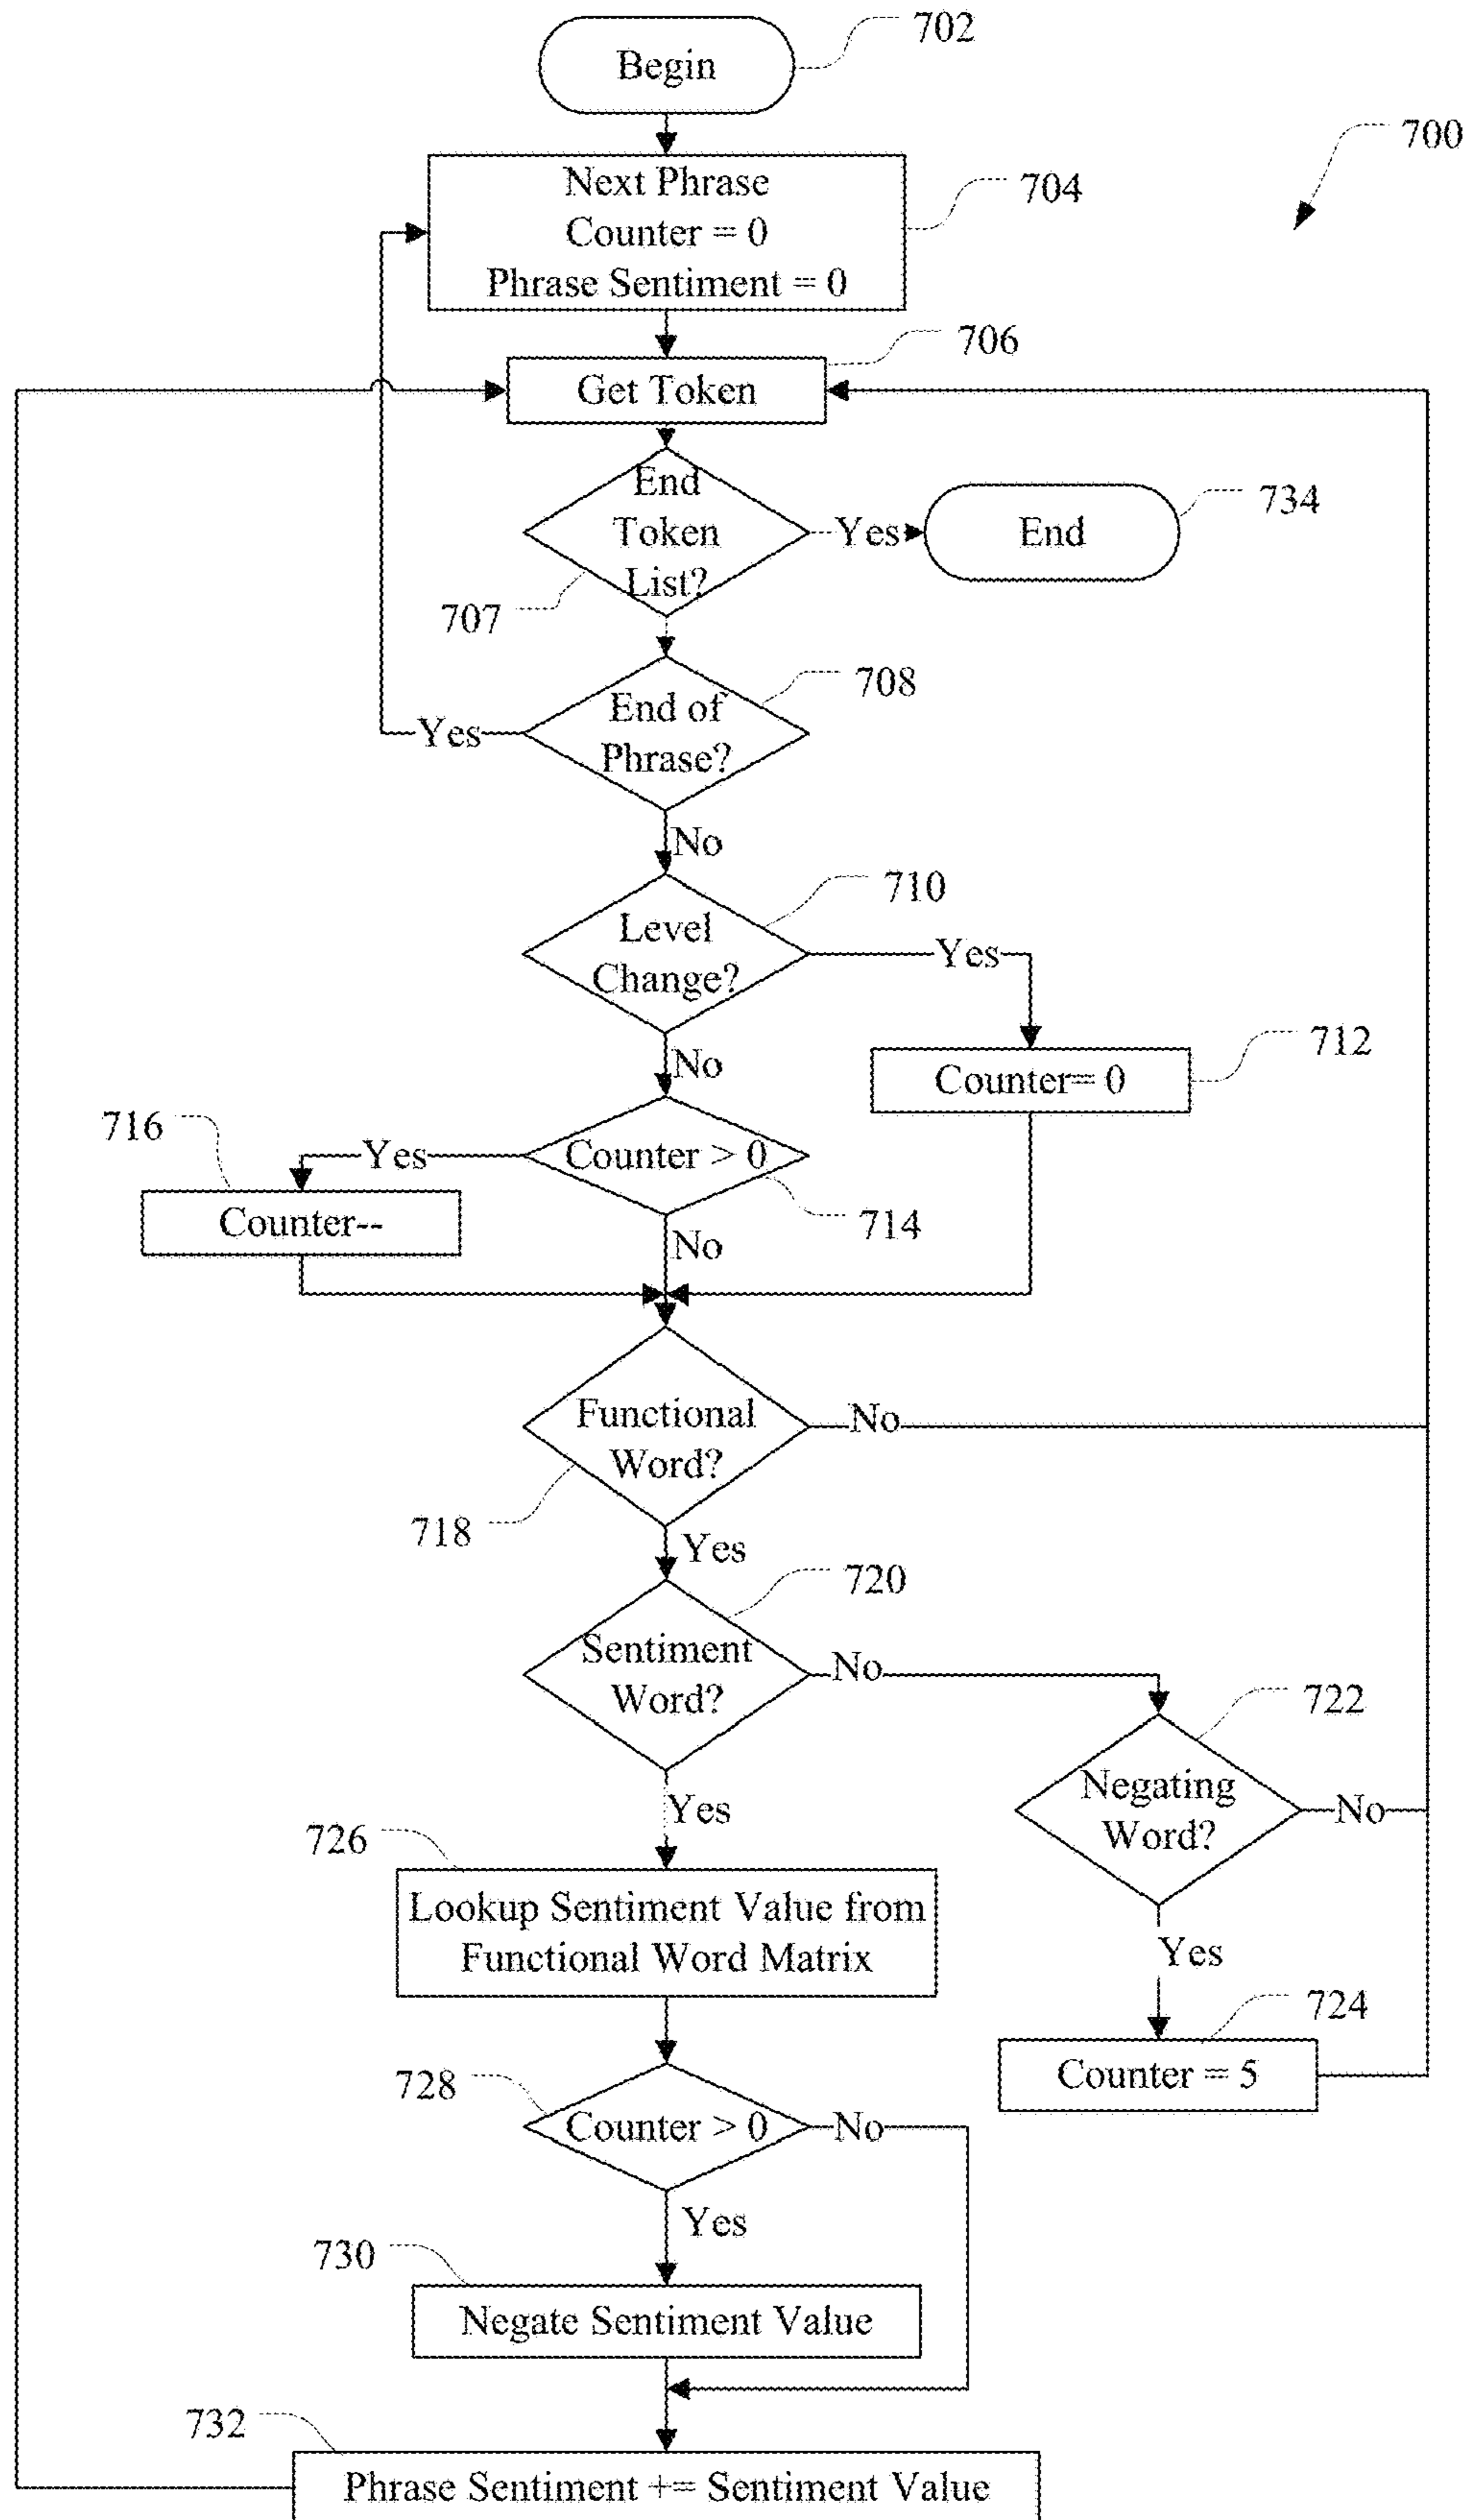 Begin
702
700
Next Phrase
Counter = 0
Phrase Sentiment = 0
704
706
Get Token
End
Token
List?
Yes
End
734
707
708
End of
Phrase?
Yes
No
710
Level
Change?
Yes
No
712
Counter= 0
716
Yes
Counter > 0
Counter--
714
No
Functional
Word?
No
718
Yes
720
Sentiment
Word?
No
722
Negating
Word?
No
Yes
Yes
726
Lookup Sentiment Value from
Functional Word Matrix
724
Counter = 5
728
Counter > 0
No
Yes
730
Negate Sentiment Value
732
Phrase Sentiment += Sentiment Value